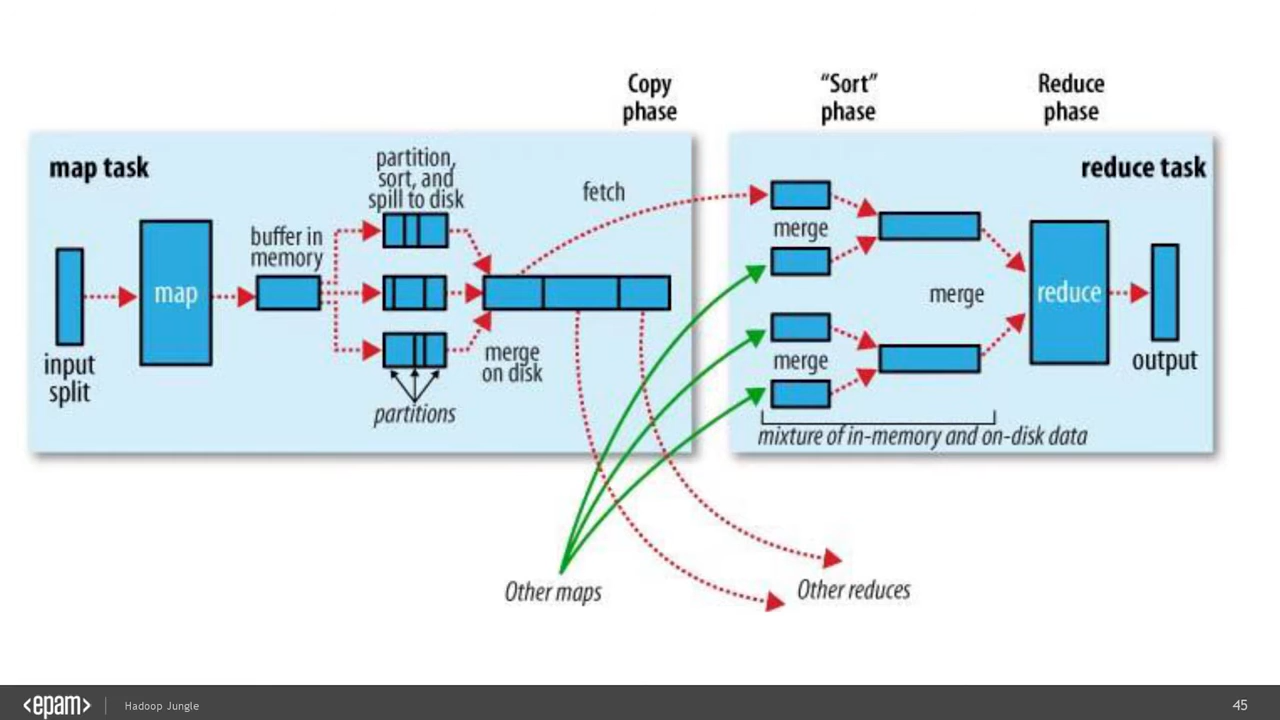 Copy
phase
“Sort”
phase
Reduce
phase
map task
reduce task
partition,
sort, and
spill to disk
fetch
buffer in
memory
map
input
split
merge
on disk
partitions
merge
merge
merge
reduce
output
mixture of in-memory and on-disk data
Other maps
Other reduces
<epam>
Hadoop Jungle
45